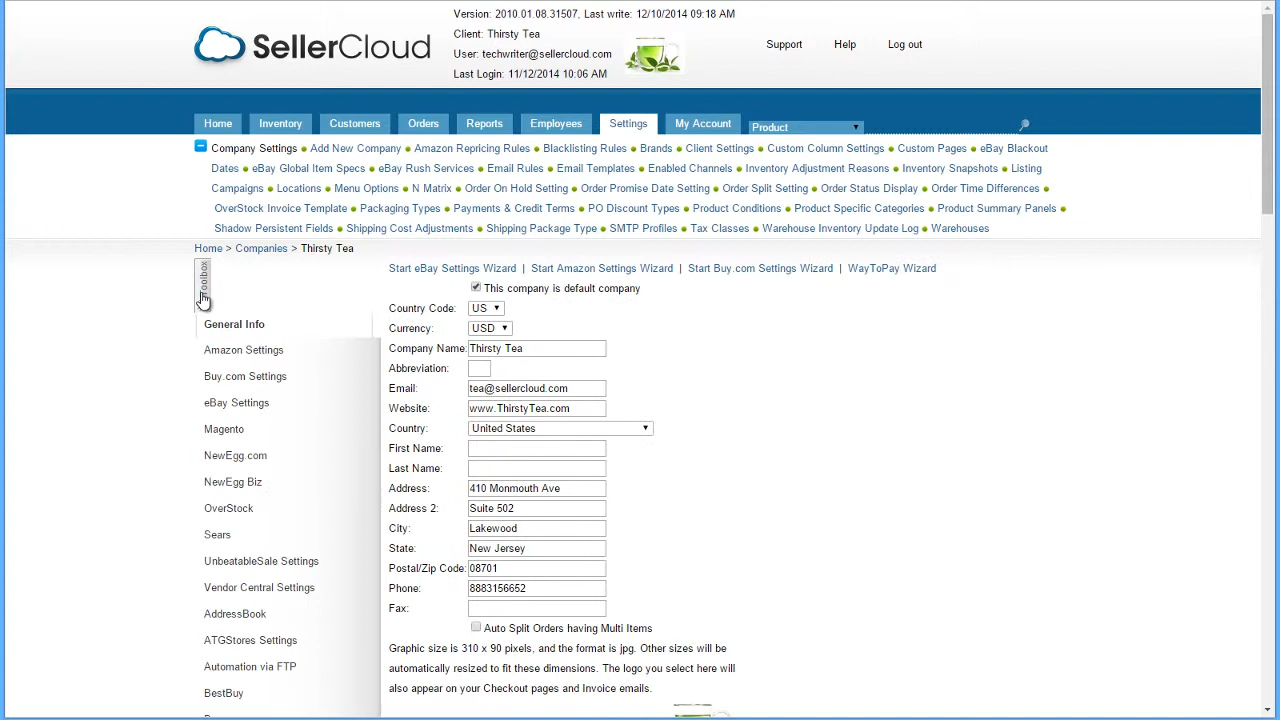 Version: 2010.01.08.31507, Last write: 12/10/2014 09:18 AM
Client: Thirsty Tea
User: techwriter@sellercloud.com
Last Login: 11/12/2014 10:06 AM
SellerCloud
Support Help Log out
Home Inventory Customers Orders Reports Employees Settings My Account Product
Company Settings Add New Company Amazon Repricing Rules Blacklisting Rules Brands Client Settings Custom Column Settings Custom Pages eBay Blackout
Dates eBay Global Item Specs eBay Rush Services Email Rules Email Templates Enabled Channels Inventory Adjustment Reasons Inventory Snapshots Listing
Campaigns Locations Menu Options N Matrix Order On Hold Setting Order Promise Date Setting Order Split Setting Order Status Display Order Time Differences
OverStock Invoice Template Packaging Types Payments & Credit Terms PO Discount Types Product Conditions Product Specific Categories Product Summary Panels
Shadow Persistent Fields Shipping Cost Adjustments Shipping Package Type SMTP Profiles Tax Classes Warehouse Inventory Update Log Warehouses
Home > Companies > Thirsty Tea
Toolbox
General Info
Amazon Settings
Buy.com Settings
eBay Settings
Magento
NewEgg.com
NewEgg Biz
OverStock
Sears
UnbeatableSale Settings
Vendor Central Settings
AddressBook
ATGStores Settings
Automation via FTP
BestBuy
Start eBay Settings Wizard | Start Amazon Settings Wizard | Start Buy.com Settings Wizard | WayToPay Wizard
This company is default company
Country Code: US
Currency: USD
Company Name: Thirsty Tea
Abbreviation:
Email: tea@sellercloud.com
Website: www.ThirstyTea.com
Country: United States
First Name:
Last Name:
Address: 410 Monmouth Ave
Address 2: Suite 502
City: Lakewood
State: New Jersey
Postal/Zip Code: 08701
Phone: 8883156652
Fax:
Auto Split Orders having Multi Items
Graphic size is 310 x 90 pixels, and the format is jpg. Other sizes will be
automatically resized to fit these dimensions. The logo you select here will
also appear on your Checkout pages and Invoice emails.